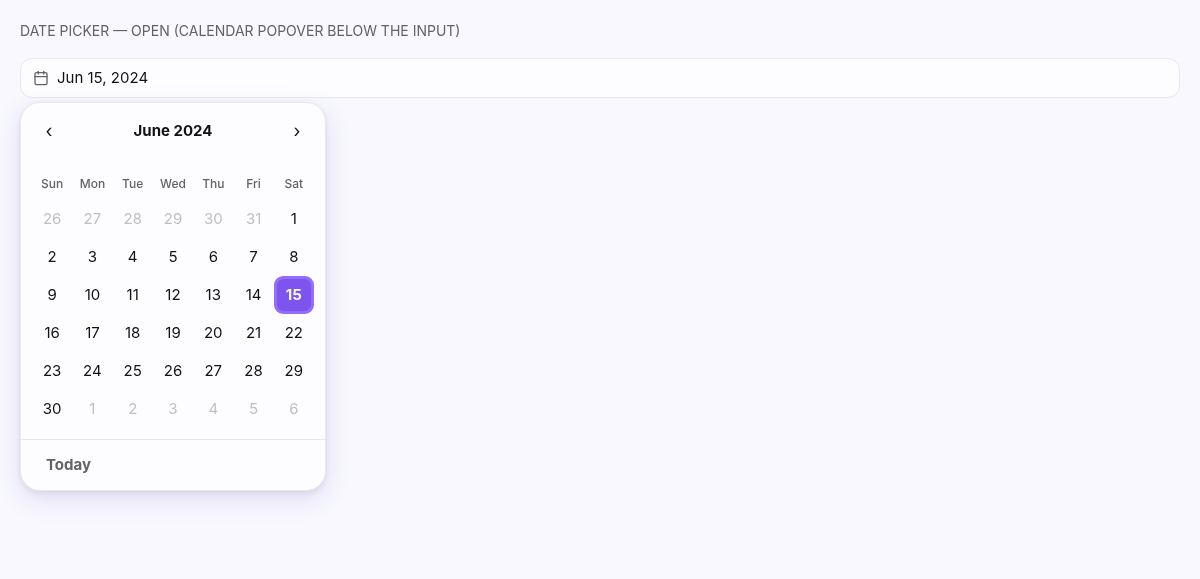 DATE PICKER — OPEN (CALENDAR POPOVER BELOW THE INPUT)
Jun 15, 2024
‹ June 2024 ›
Sun Mon Tue Wed Thu Fri Sat
26 27 28 29 30 31 1
2 3 4 5 6 7 8
9 10 11 12 13 14 15
16 17 18 19 20 21 22
23 24 25 26 27 28 29
30 1 2 3 4 5 6
Today